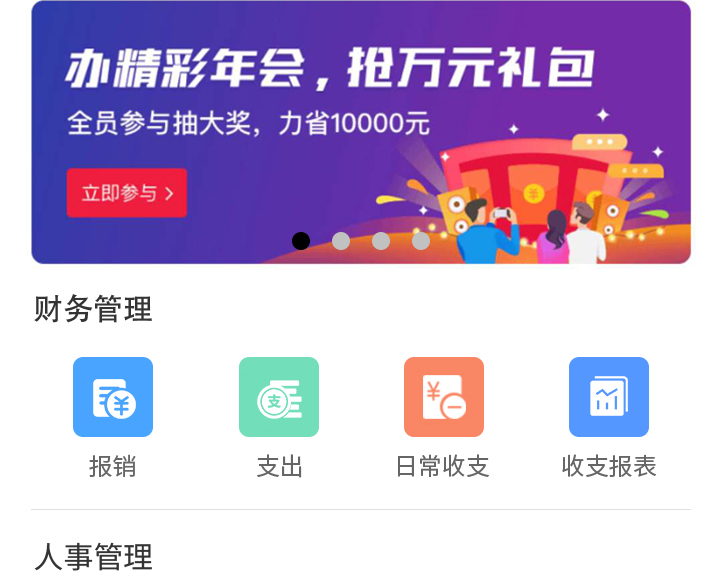 办精彩年会，抢万元礼包
全员参与抽大奖，力省10000元
立即参与
财务管理
报销 支出 日常收支 收支报表
人事管理